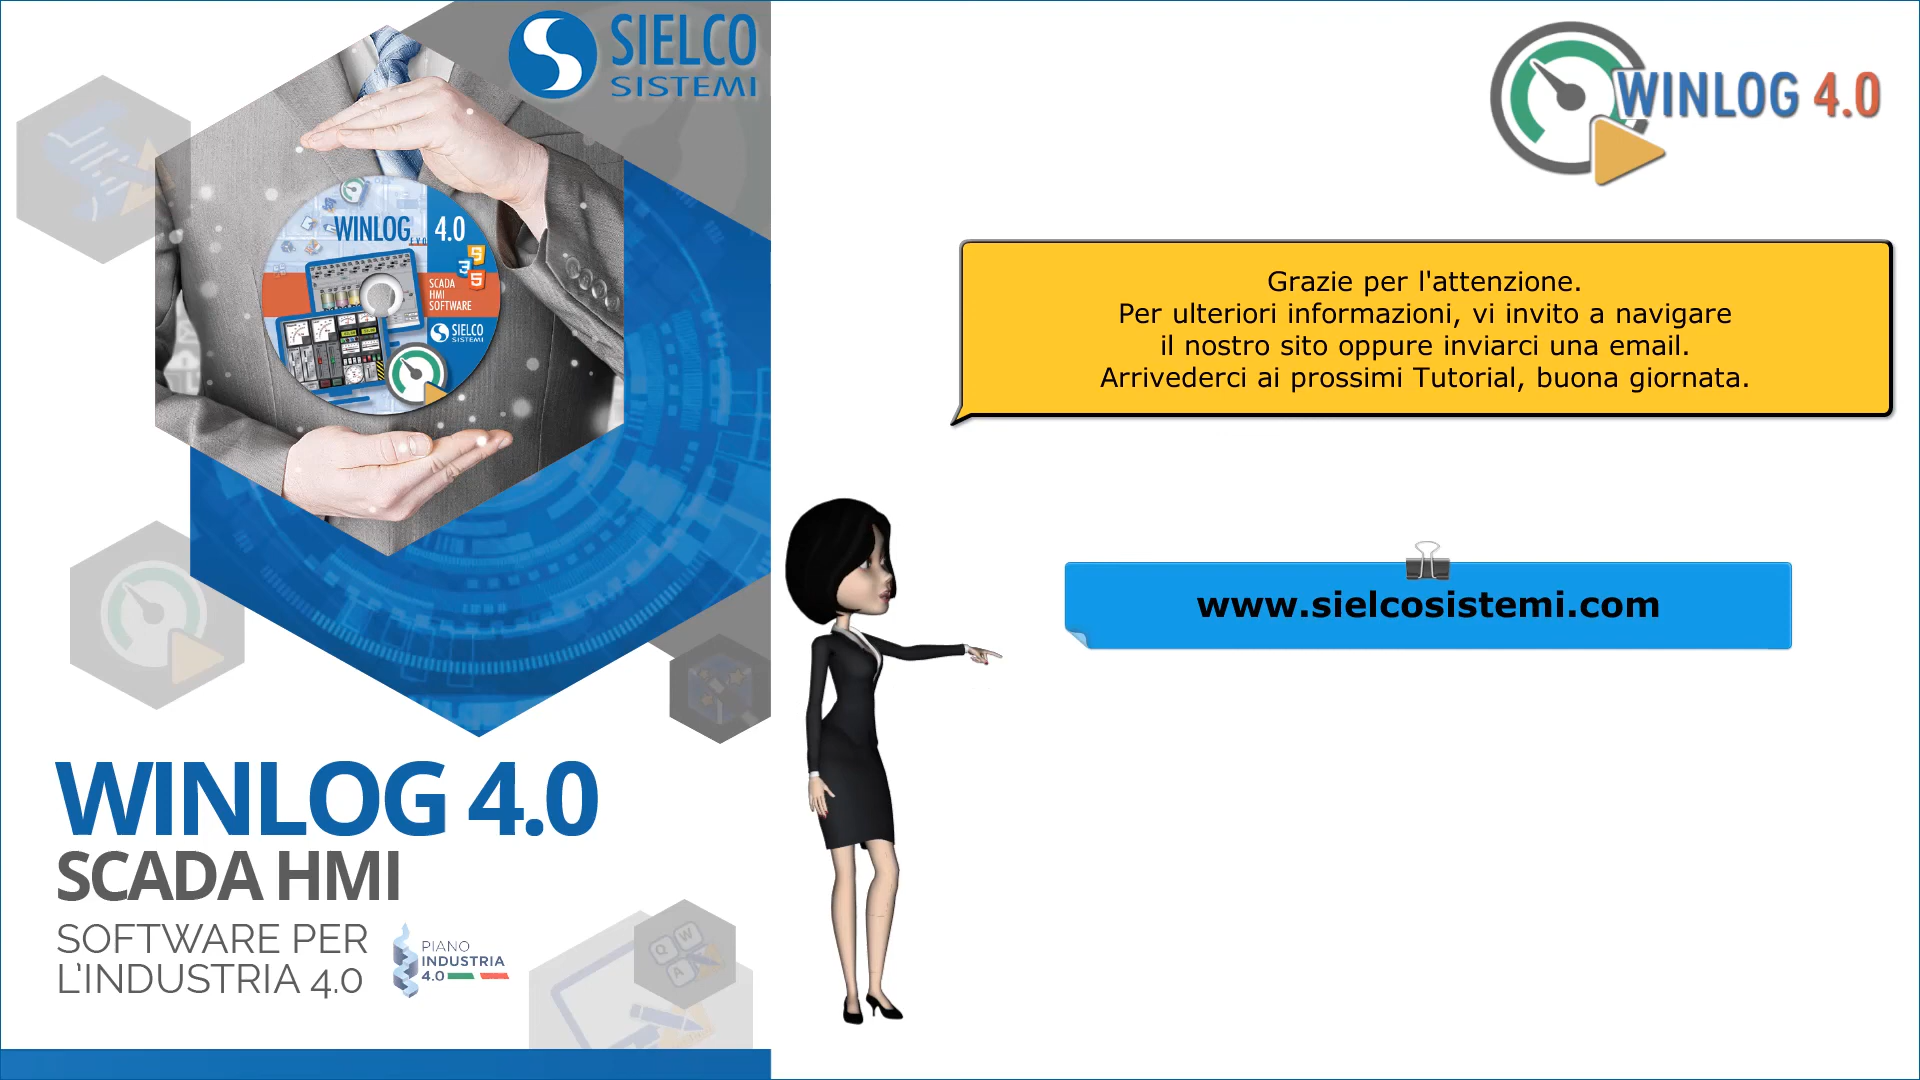 SIELCO
SISTEMI
WINLOG 4.0
EVO
SCADA
HMI
SOFTWARE
SIELCO
SISTEMI
WINLOG 4.0
SCADA HMI
SOFTWARE PER
L'INDUSTRIA 4.0
PIANO
INDUSTRIA
4.0
Q W
A
WINLOG 4.0
Grazie per l'attenzione.
Per ulteriori informazioni, vi invito a navigare
il nostro sito oppure inviarci una email.
Arrivederci ai prossimi Tutorial, buona giornata.
www.sielcosistemi.com